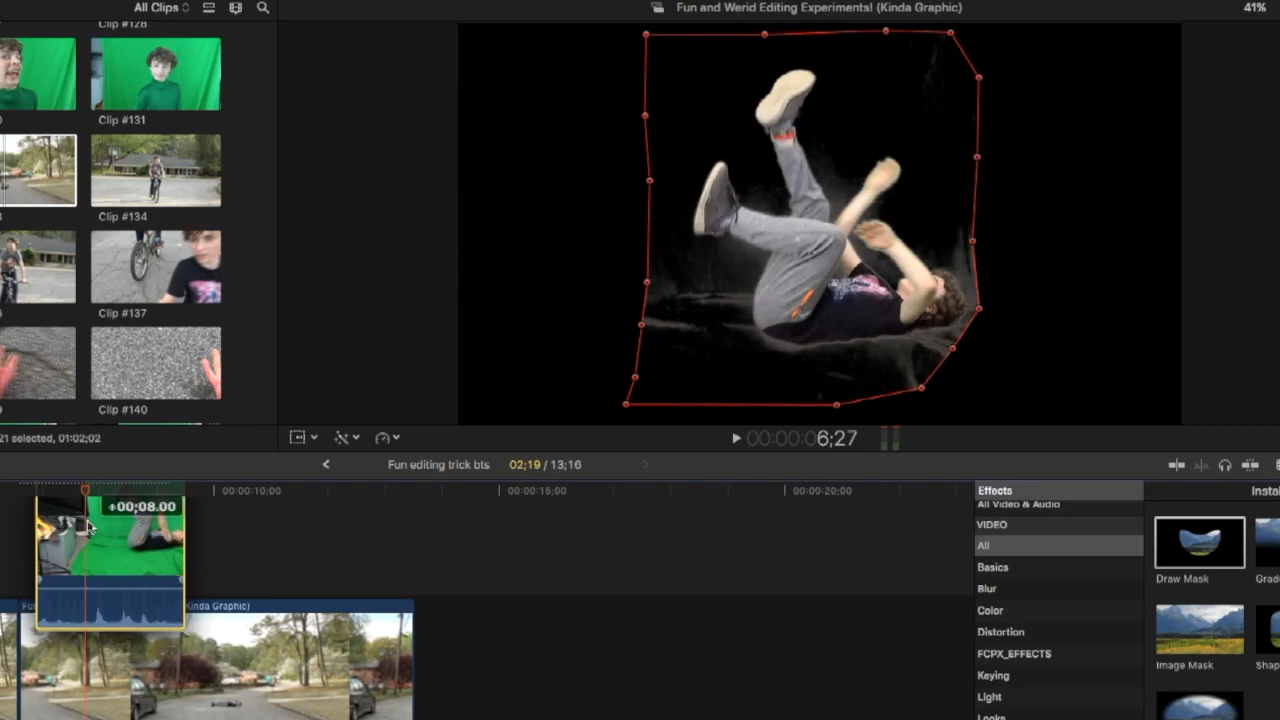 All Clips
Fun and Werid Editing Experiments! (Kinda Graphic)
41%
Clip #128
Clip #131
Clip #134
Clip #137
Clip #140
21 selected, 01:02:02
00:00:06;27
Fun editing trick bts
02;19 / 13;16
00:00:10;00
00:00:15;00
00:00:20;00
+00;08.00
Kinda Graphic)
Effects
All Video & Audio
VIDEO
All
Basics
Blur
Color
Distortion
FCPX_EFFECTS
Keying
Light
Looks
Draw Mask
Image Mask